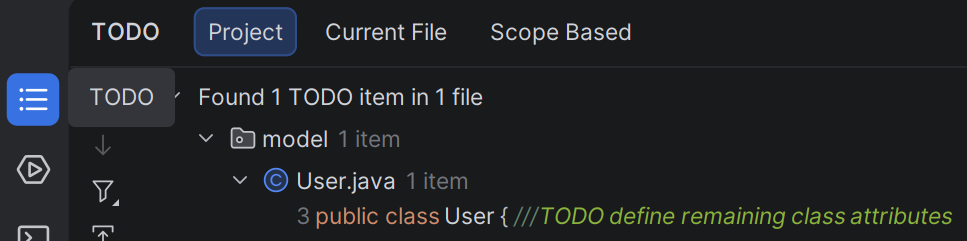 TODO Project Current File Scope Based
TODO
Found 1 TODO item in 1 file
model 1 item
User.java 1 item
3 public class User { ///TODO define remaining class attributes